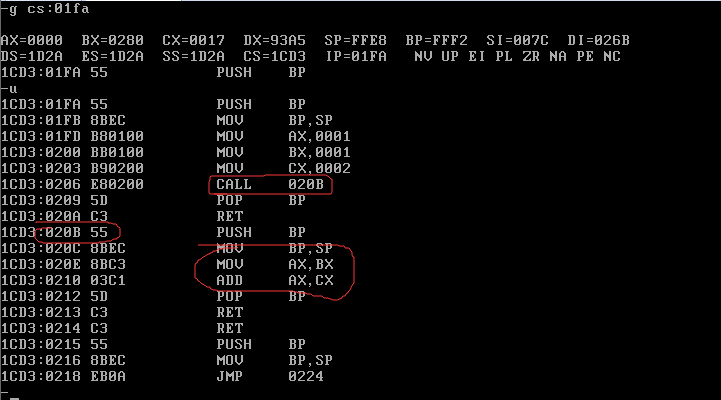 -g cs:01fa
AX=0000 BX=0280 CX=0017 DX=93A5 SP=FFE8 BP=FFF2 SI=007C DI=026B
DS=1D2A ES=1D2A SS=1D2A CS=1CD3 IP=01FA NV UP EI PL ZR NA PE NC
1CD3:01FA 55 PUSH BP
-u
1CD3:01FA 55 PUSH BP
1CD3:01FB 8BEC MOV BP,SP
1CD3:01FD B80100 MOV AX,0001
1CD3:0200 BB0100 MOV BX,0001
1CD3:0203 B90200 MOV CX,0002
1CD3:0206 E80200 CALL 020B
1CD3:0209 5D POP BP
1CD3:020A C3 RET
1CD3:020B 55 PUSH BP
1CD3:020C 8BEC MOV BP,SP
1CD3:020E 8BC3 MOV AX,BX
1CD3:0210 03C1 ADD AX,CX
1CD3:0212 5D POP BP
1CD3:0213 C3 RET
1CD3:0214 C3 RET
1CD3:0215 55 PUSH BP
1CD3:0216 8BEC MOV BP,SP
1CD3:0218 EB0A JMP 0224
-